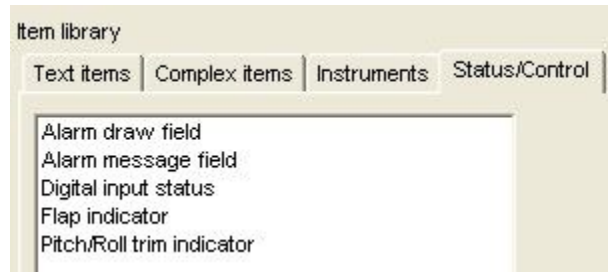 Item library
Text items Complex items Instruments Status/Control
Alarm draw field
Alarm message field
Digital input status
Flap indicator
Pitch/Roll trim indicator